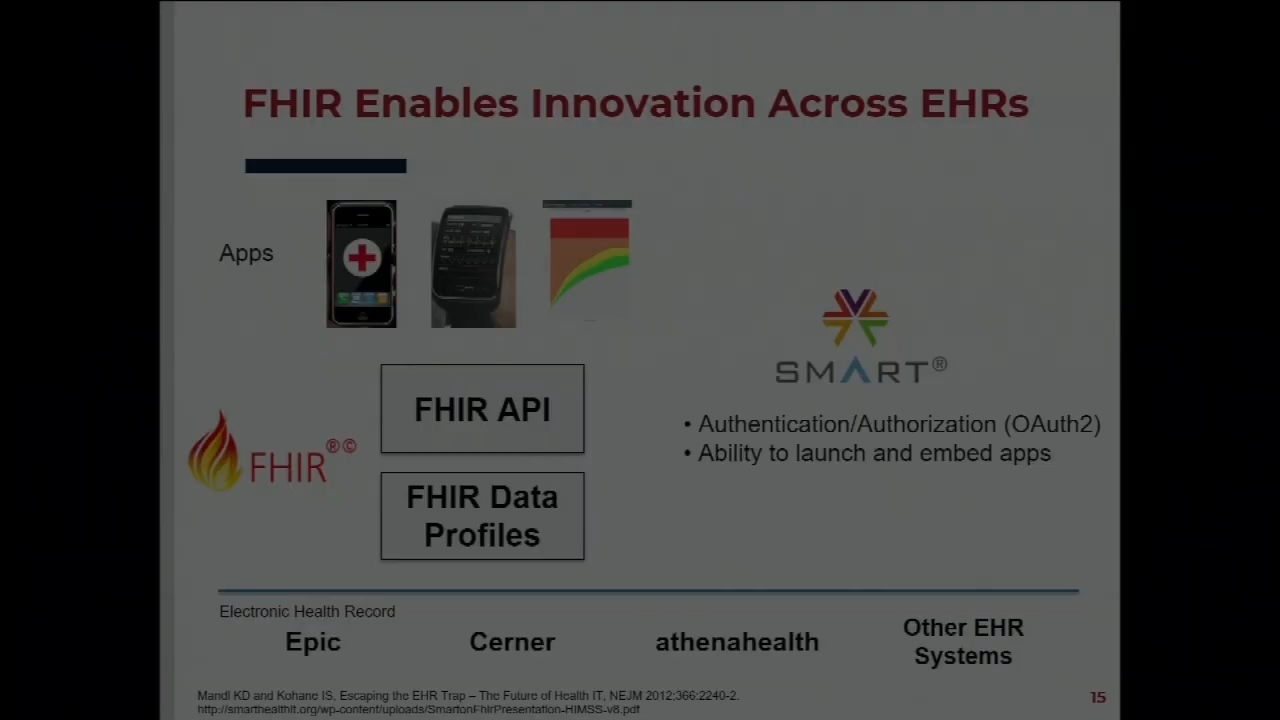 FHIR Enables Innovation Across EHRs
Apps
SMART®
FHIR API
• Authentication/Authorization (OAuth2)
• Ability to launch and embed apps
FHIR®©
FHIR Data
Profiles
Electronic Health Record
Epic
Cerner
athenahealth
Other EHR
Systems
Mandl KD and Kohane IS, Escaping the EHR Trap – The Future of Health IT, NEJM 2012;366:2240-2.
http://smarthealthit.org/wp-content/uploads/SmartonFhirPresentation-HIMSS-v8.pdf
15